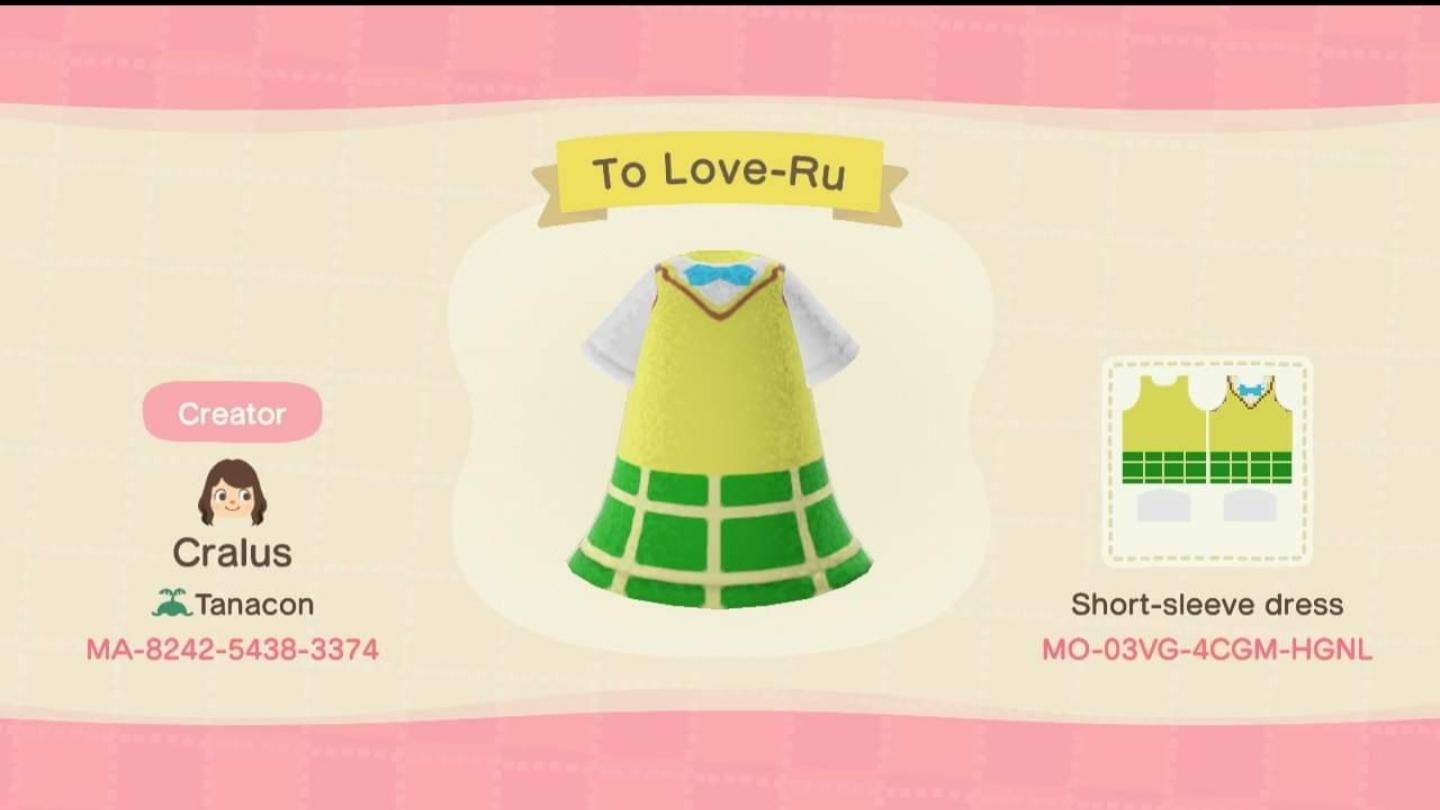 To Love-Ru
Creator
Cralus
Tanacon
MA-8242-5438-3374
Short-sleeve dress
MO-03VG-4CGM-HGNL